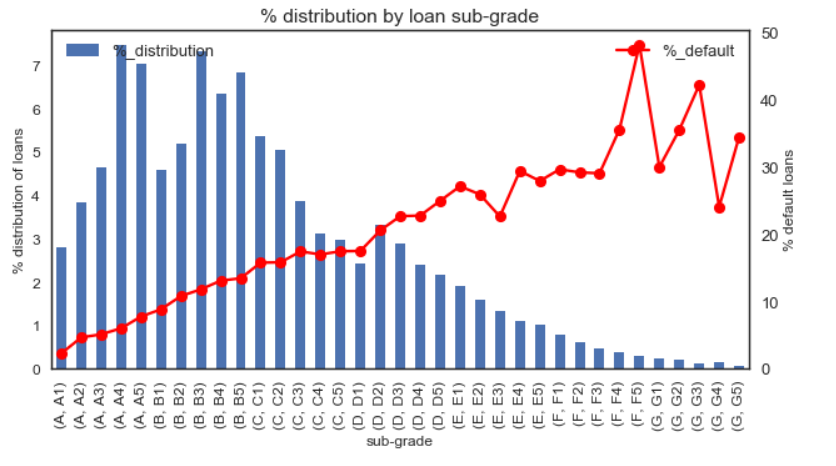 % distribution by loan sub-grade
%_distribution
%_default
% distribution of loans
7
6
5
4
3
2
1
0
50
40
30
20
10
0
% default loans
(A, A1)
(A, A2)
(A, A3)
(A, A4)
(A, A5)
(B, B1)
(B, B2)
(B, B3)
(B, B4)
(B, B5)
(C, C1)
(C, C2)
(C, C3)
(C, C4)
(C, C5)
(D, D1)
(D, D2)
(D, D3)
(D, D4)
(D, D5)
(E, E1)
(E, E2)
(E, E3)
(E, E4)
(E, E5)
(F, F1)
(F, F2)
(F, F3)
(F, F4)
(F, F5)
(G, G1)
(G, G2)
(G, G3)
(G, G4)
(G, G5)
sub-grade